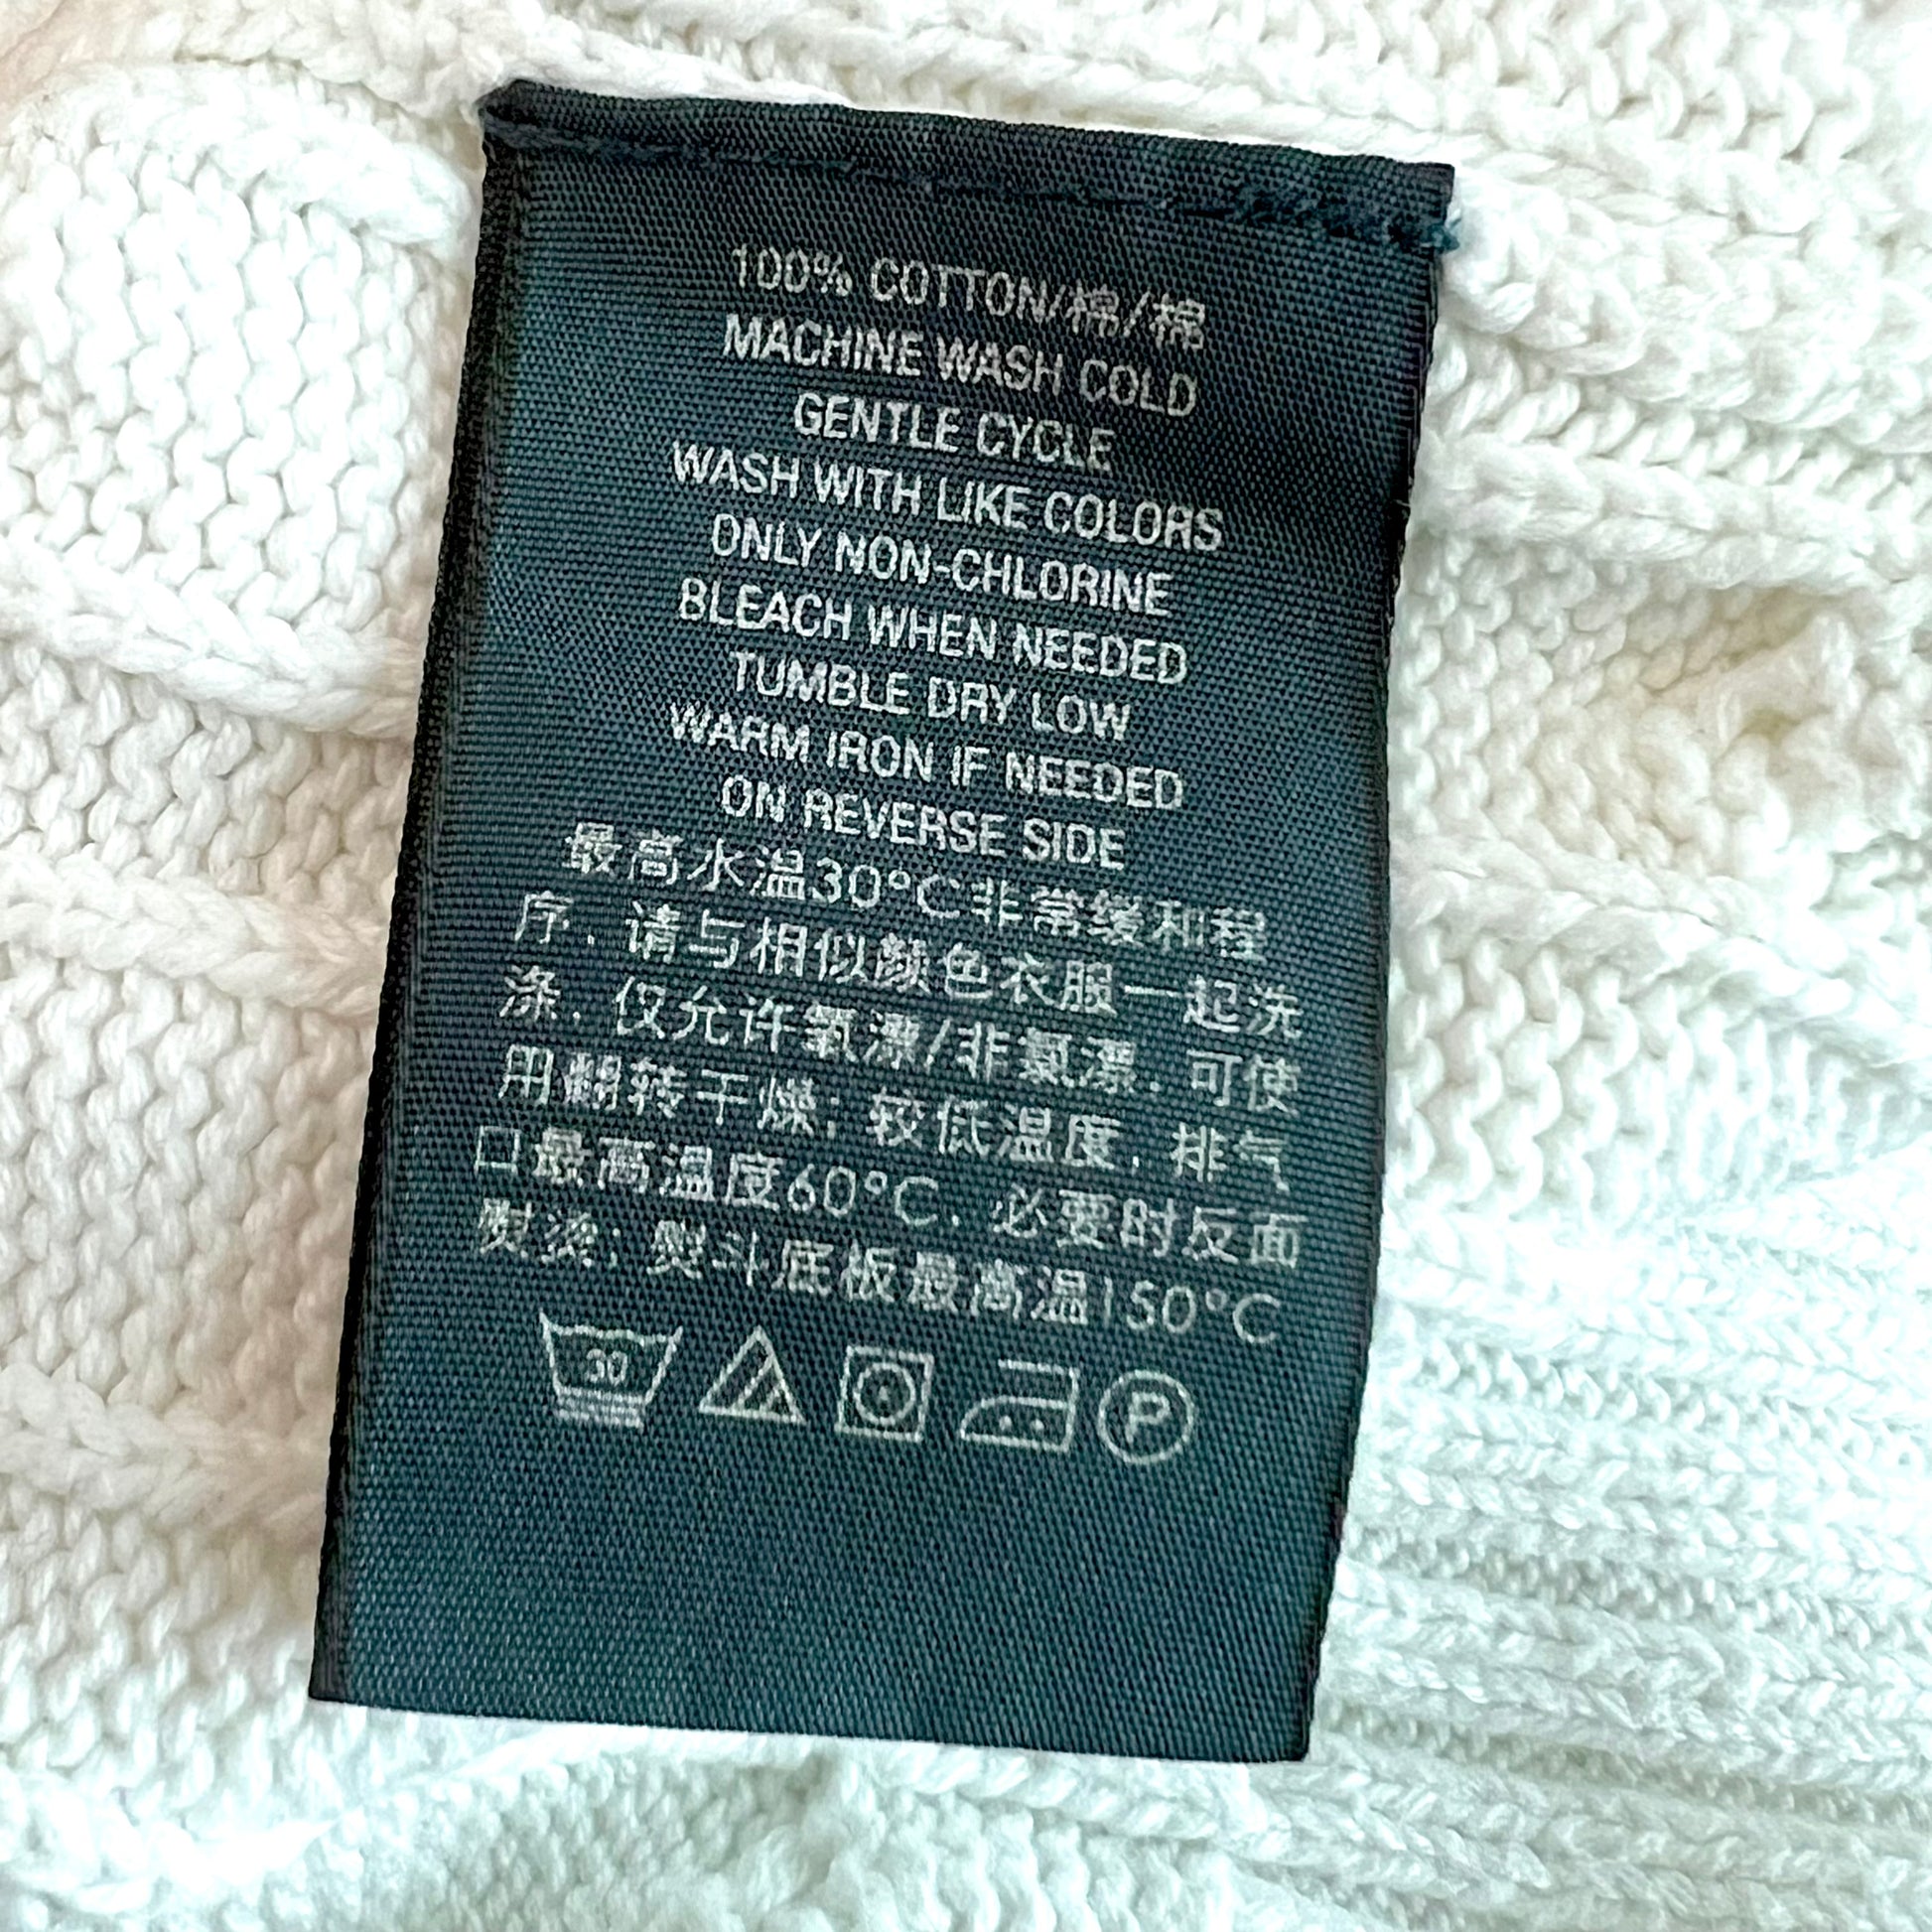 100% COTTON/棉/棉
MACHINE WASH COLD
GENTLE CYCLE
WASH WITH LIKE COLORS
ONLY NON-CHLORINE
BLEACH WHEN NEEDED
TUMBLE DRY LOW
WARM IRON IF NEEDED
ON REVERSE SIDE
最高水温30°C非常缓和程
序. 请与相似颜色衣服一起洗
涤. 仅允许氧漂/非氯漂. 可使
用翻转干燥; 较低温度. 排气
口最高温度60°C. 必要时反面
熨烫; 熨斗底板最高温150°C
30 P